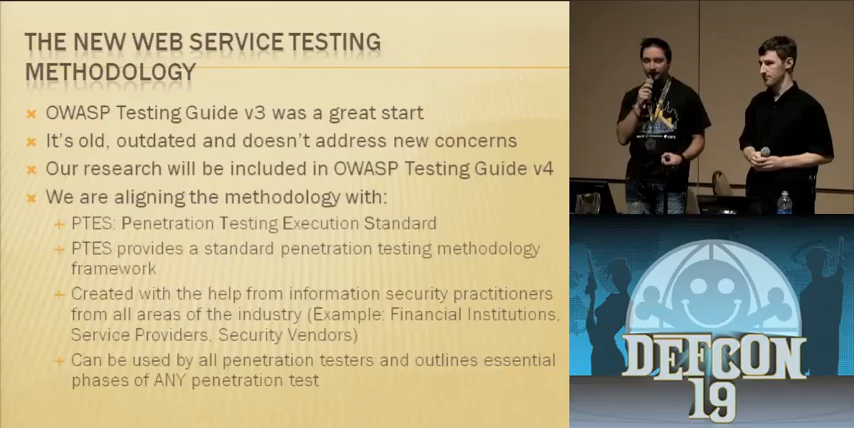 THE NEW WEB SERVICE TESTING
METHODOLOGY
OWASP Testing Guide v3 was a great start
It's old, outdated and doesn't address new concerns
Our research will be included in OWASP Testing Guide v4
We are aligning the methodology with:
PTES: Penetration Testing Execution Standard
PTES provides a standard penetration testing methodology
framework
Created with the help from information security practitioners
from all areas of the industry (Example: Financial Institutions,
Service Providers, Security Vendors)
Can be used by all penetration testers and outlines essential
phases of ANY penetration test
DEFCON
19